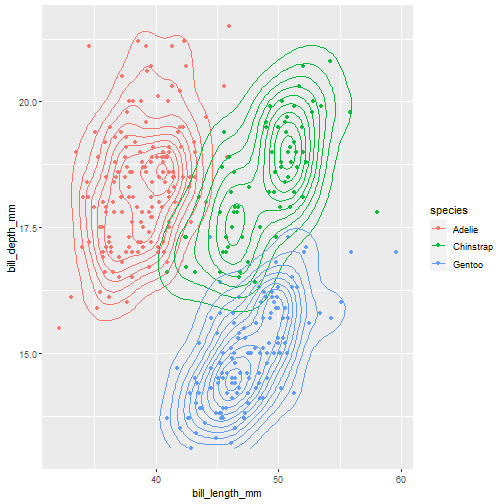 20.0
17.5
15.0
bill_depth_mm
40
50
60
bill_length_mm
species
Adelie
Chinstrap
Gentoo